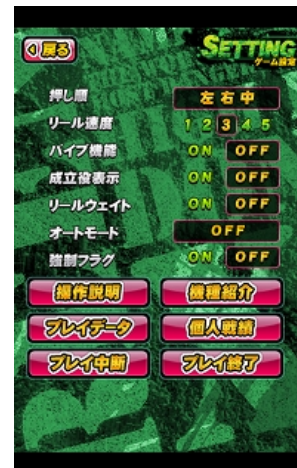 戻る
SETTING
ゲーム設定
押し順 左右中
リール速度 1 2 3 4 5
バイブ機能 ON OFF
成立役表示 ON OFF
リールウェイト ON OFF
オートモード OFF
強制フラグ ON OFF
操作説明 機種紹介
プレイデータ 個人戦績
プレイ中断 プレイ終了